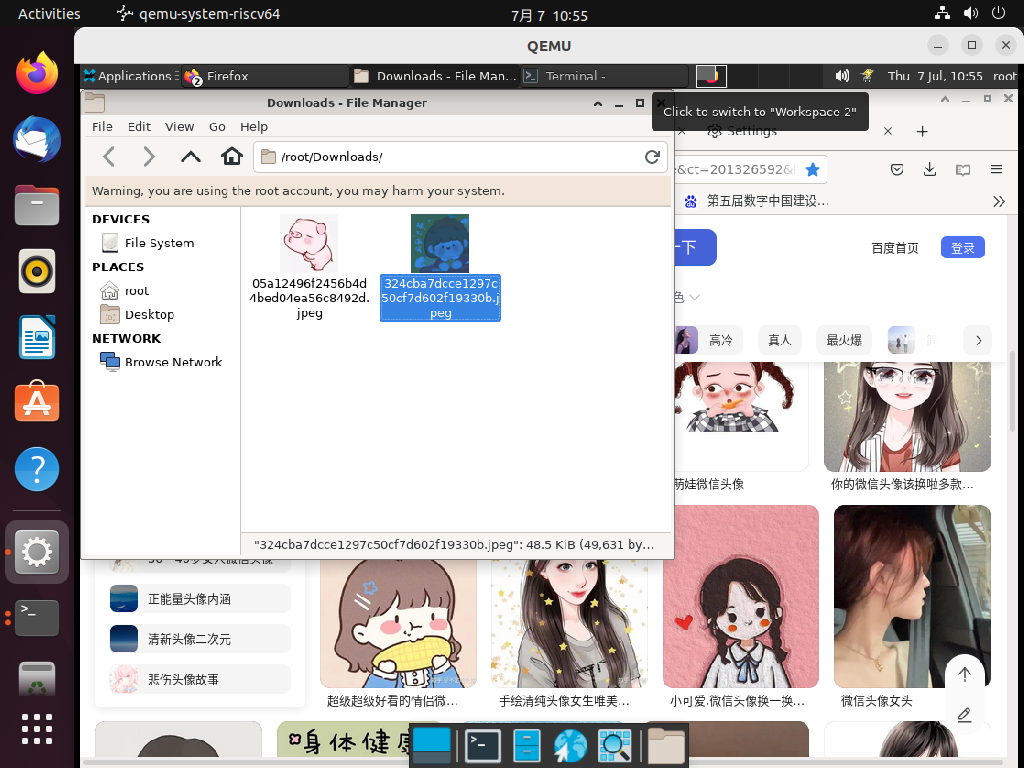 Activities
qemu-system-riscv64
7月 7 10:55
QEMU
Applications
2
Firefox
Downloads - File Man...
Terminal -
Thu 7 Jul, 10:55
root
Downloads - File Manager
Click to switch to "Workspace 2"
File Edit View Go Help
Settings
/root/Downloads/
&ct=201326592&
Warning, you are using the root account, you may harm your system.
第五届数字中国建设...
DEVICES
File System
PLACES
root
Desktop
NETWORK
Browse Network
05a12496f2456b4d
4bed04ea56c8492d.
jpeg
324cba7dcce1297c
50cf7d602f19330b.j
peg
一下
百度首页
登录
色
高冷
真人
最火爆
萌娃微信头像
你的微信头像该换啦多款...
"324cba7dcce1297c50cf7d602f19330b.jpeg": 48.5 KiB (49,631 by...
正能量头像内涵
清新头像二次元
悲伤头像故事
超级超级好看的情侣微...
手绘清纯头像女生唯美...
小可爱.微信头像换一换...
微信头像女头
身体健康